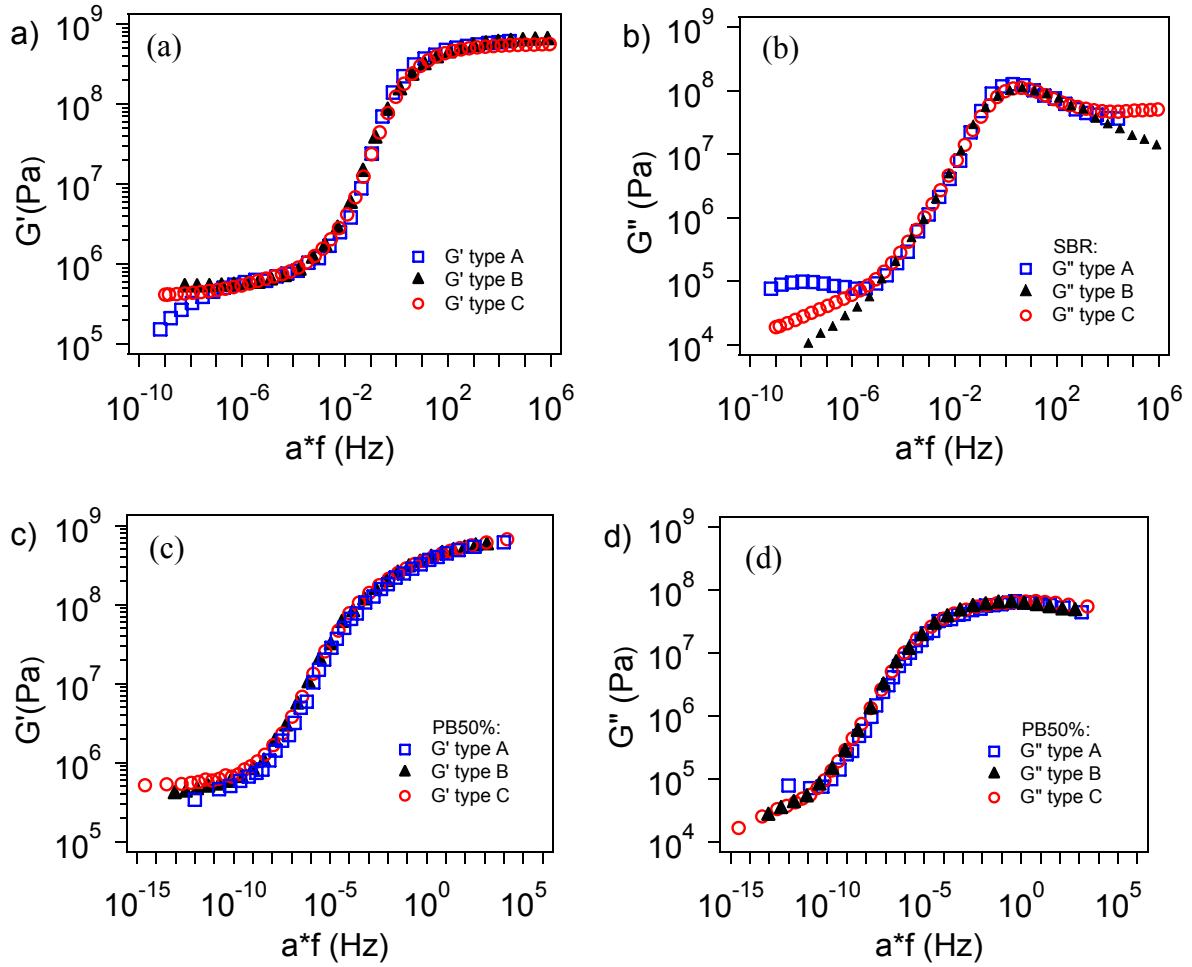 a)
(a)
10^9
10^8
10^7
10^6
10^5
G'(Pa)
G' type A
G' type B
G' type C
10^-10
10^-6
10^-2
10^2
10^6
a*f (Hz)
b)
(b)
10^9
10^8
10^7
10^6
10^5
10^4
G" (Pa)
SBR:
G" type A
G" type B
G" type C
10^-10
10^-6
10^-2
10^2
10^6
a*f (Hz)
c)
(c)
10^9
10^8
10^7
10^6
10^5
G'(Pa)
PB50%:
G' type A
G' type B
G' type C
10^-15
10^-10
10^-5
10^0
10^5
a*f (Hz)
d)
(d)
10^9
10^8
10^7
10^6
10^5
10^4
G" (Pa)
PB50%:
G" type A
G" type B
G" type C
10^-15
10^-10
10^-5
10^0
10^5
a*f (Hz)